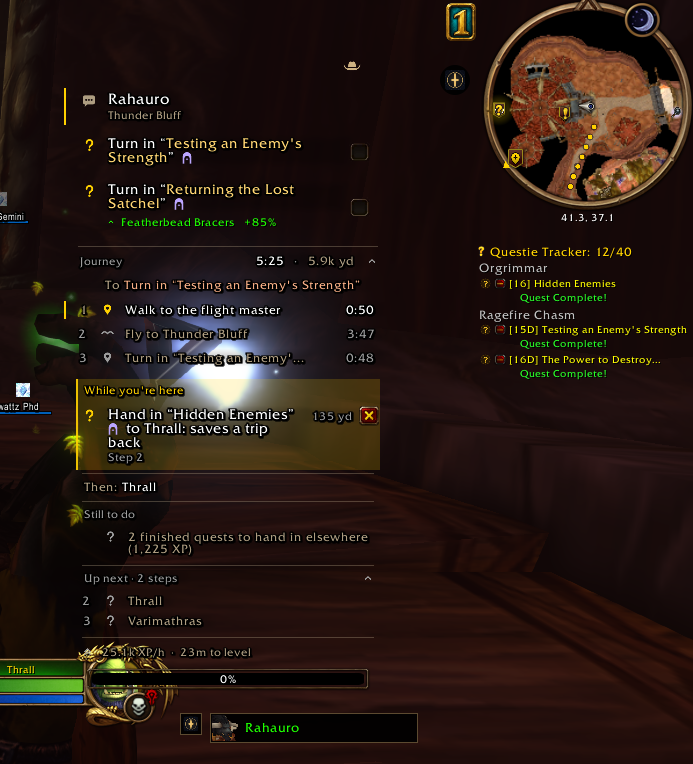 1
Rahauro
Thunder Bluff
? Turn in “Testing an Enemy's
Strength”
? Turn in “Returning the Lost
Satchel”
Featherbead Bracers +85%
Gemini
41.3, 37.1
Questie Tracker: 12/40
Orgrimmar
? [16] Hidden Enemies
Quest Complete!
Ragefire Chasm
? [15D] Testing an Enemy's Strength
Quest Complete!
? [16D] The Power to Destroy...
Quest Complete!
Journey 5:25 · 5.9k yd
To Turn in “Testing an Enemy's Strength”
1 Walk to the flight master 0:50
2 Fly to Thunder Bluff 3:47
3 Turn in “Testing an Enemy'... 0:48
wattz Phd
While you're here
? Hand in “Hidden Enemies” 135 yd
to Thrall: saves a trip
back
Step 2
Then: Thrall
Still to do
? 2 finished quests to hand in elsewhere
(1,225 XP)
Up next · 2 steps
2 ? Thrall
3 ? Varimathras
25.1k XP/h · 23m to level
Thrall
0%
Rahauro